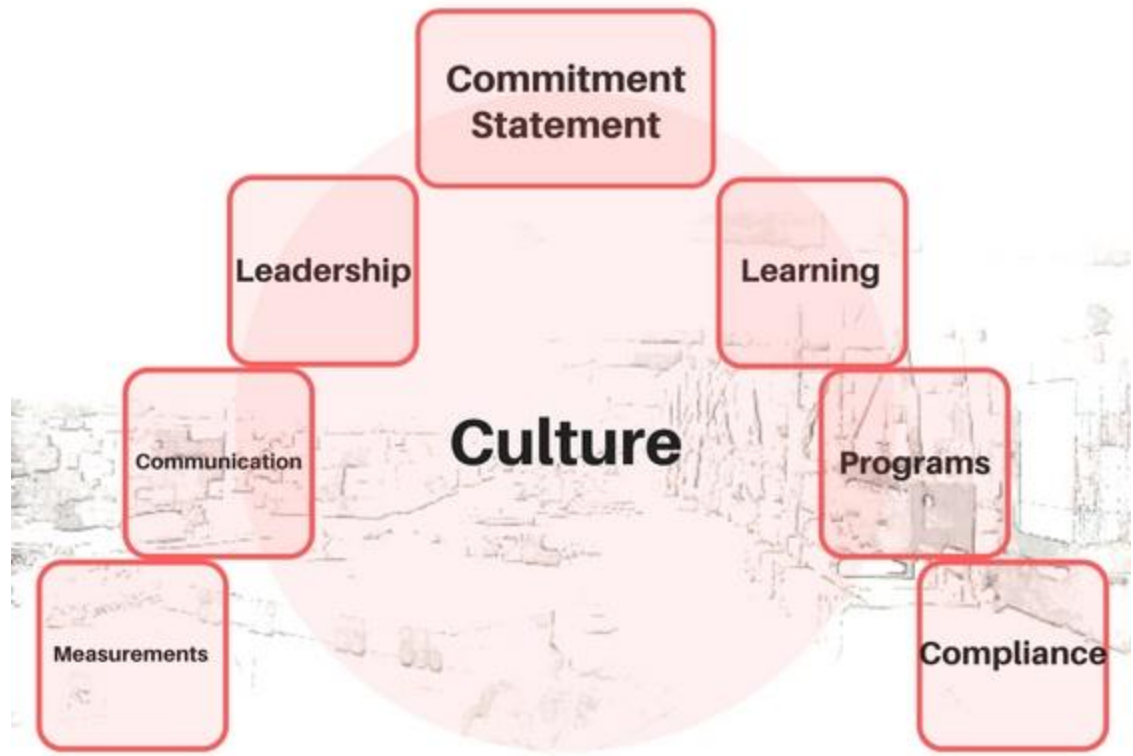 Commitment
Statement
Leadership
Learning
Culture
Communication
Programs
Measurements
Compliance